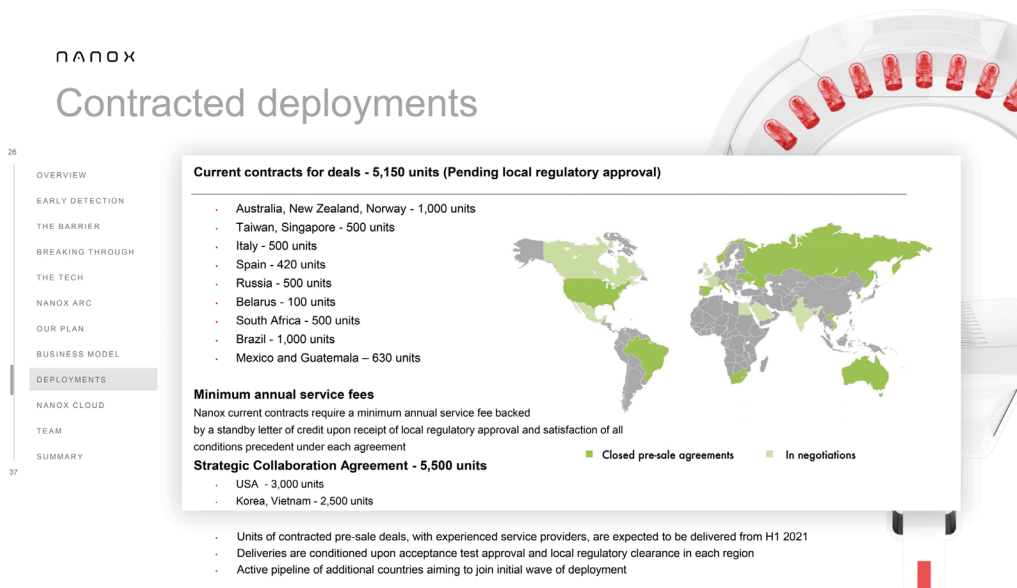 nanox
Contracted deployments
26
OVERVIEW
EARLY DETECTION
THE BARRIER
BREAKING THROUGH
THE TECH
NANOX ARC
OUR PLAN
BUSINESS MODEL
DEPLOYMENTS
NANOX CLOUD
TEAM
SUMMARY
37
Current contracts for deals - 5,150 units (Pending local regulatory approval)
· Australia, New Zealand, Norway - 1,000 units
· Taiwan, Singapore - 500 units
· Italy - 500 units
· Spain - 420 units
· Russia - 500 units
· Belarus - 100 units
· South Africa - 500 units
· Brazil - 1,000 units
· Mexico and Guatemala – 630 units
Minimum annual service fees
Nanox current contracts require a minimum annual service fee backed
by a standby letter of credit upon receipt of local regulatory approval and satisfaction of all
conditions precedent under each agreement
Closed pre-sale agreements
In negotiations
Strategic Collaboration Agreement - 5,500 units
· USA - 3,000 units
· Korea, Vietnam - 2,500 units
· Units of contracted pre-sale deals, with experienced service providers, are expected to be delivered from H1 2021
· Deliveries are conditioned upon acceptance test approval and local regulatory clearance in each region
· Active pipeline of additional countries aiming to join initial wave of deployment